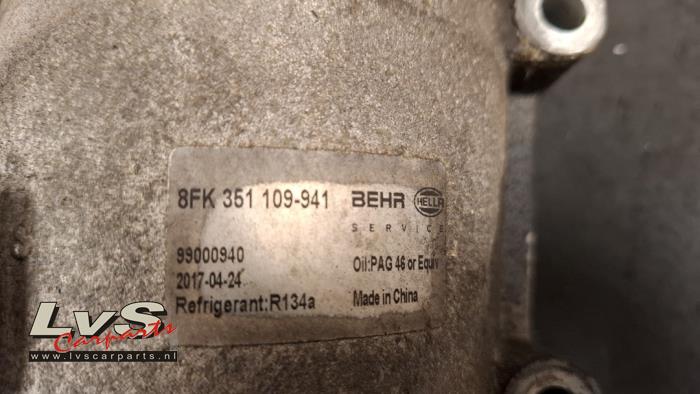 8FK 351 109-941
BEHR HELLA
SERVICE
99000940
Oil:PAG 46 or Equiv
2017-04-24
Refrigerant:R134a
Made in China
LvS
Carparts
www.lvscarparts.nl